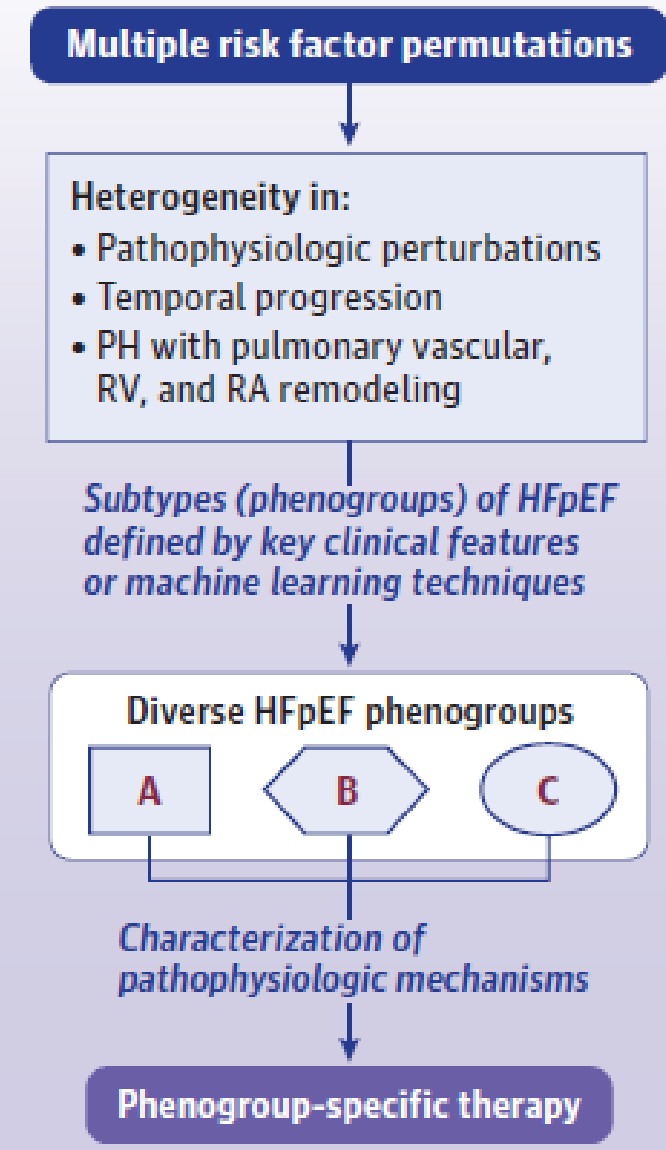 Multiple risk factor permutations
Heterogeneity in:
• Pathophysiologic perturbations
• Temporal progression
• PH with pulmonary vascular,
RV, and RA remodeling
Subtypes (phenogroups) of HFpEF
defined by key clinical features
or machine learning techniques
Diverse HFpEF phenogroups
A B C
Characterization of
pathophysiologic mechanisms
Phenogroup-specific therapy